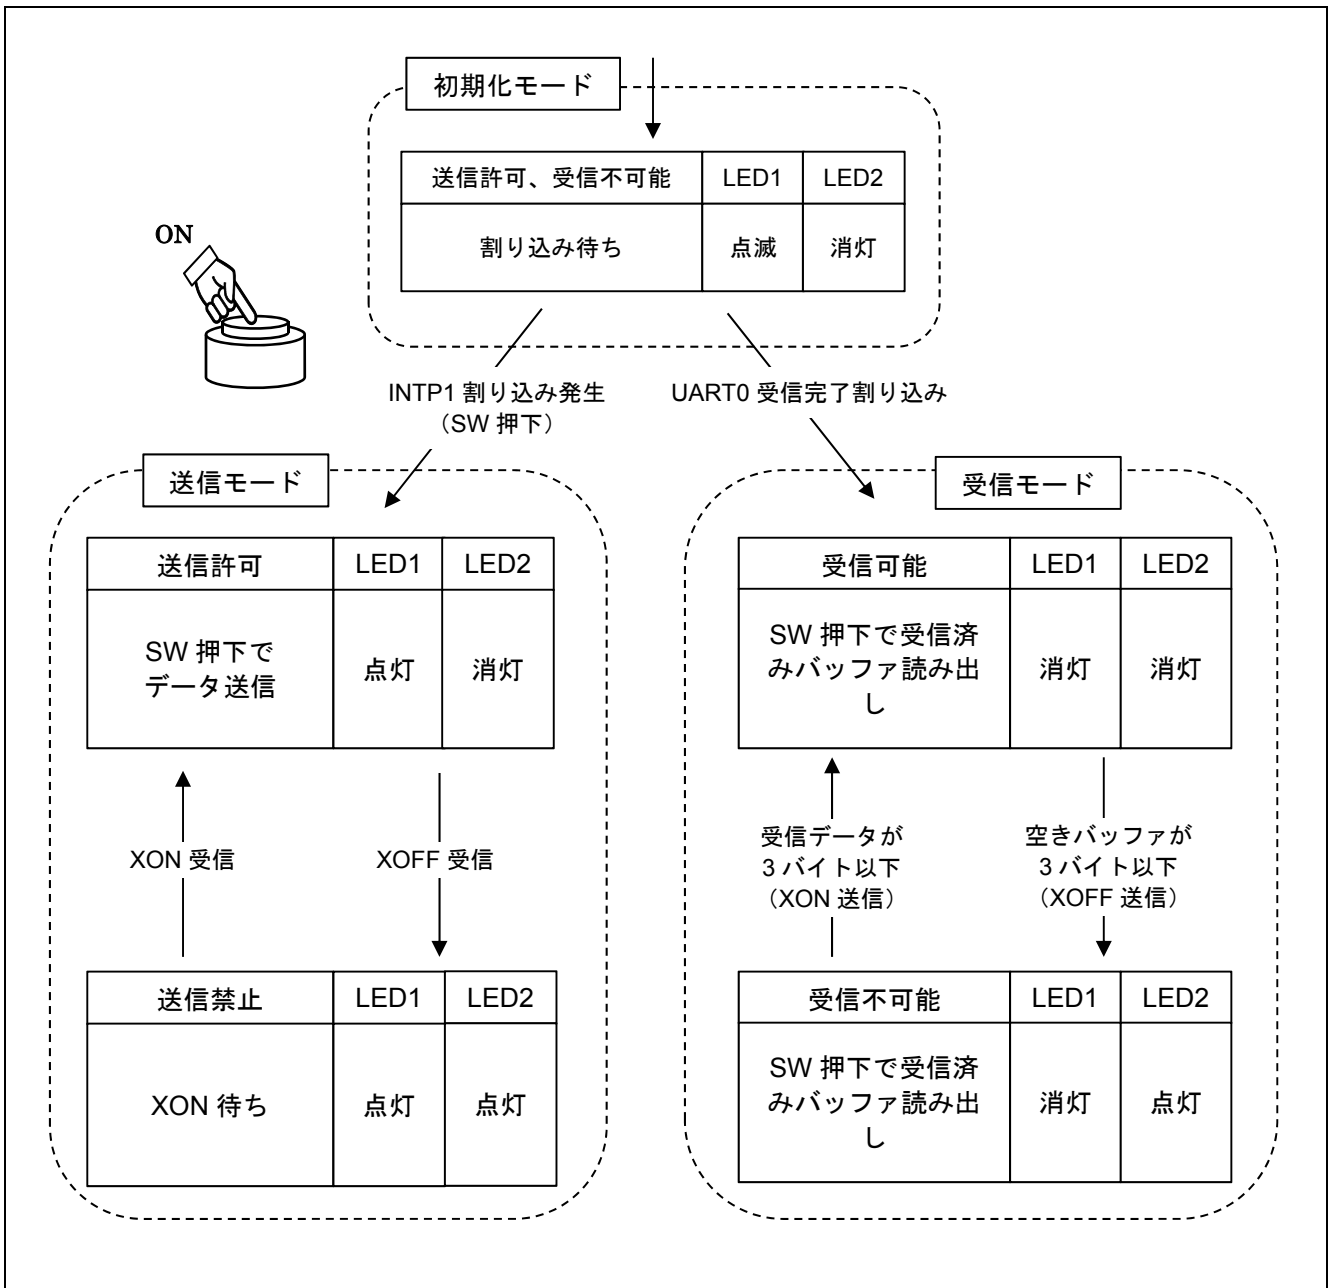 初期化モード
送信許可、受信不可能 LED1 LED2
割り込み待ち 点滅 消灯
ON
INTP1 割り込み発生
（SW 押下）
UART0 受信完了割り込み
送信モード
送信許可 LED1 LED2
SW 押下で
データ送信
点灯 消灯
XON 受信
XOFF 受信
送信禁止 LED1 LED2
XON 待ち 点灯 点灯
受信モード
受信可能 LED1 LED2
SW 押下で受信済
みバッファ読み出
し
消灯 消灯
受信データが
3 バイト以下
（XON 送信）
空きバッファが
3 バイト以下
（XOFF 送信）
受信不可能 LED1 LED2
SW 押下で受信済
みバッファ読み出
し
消灯 点灯